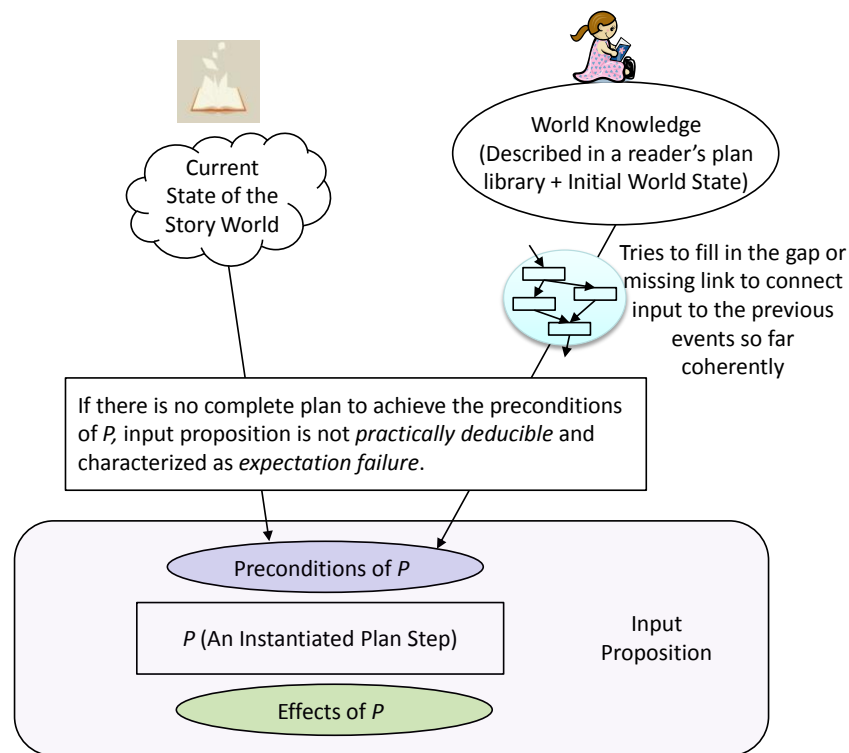 Current
State of the
Story World
World Knowledge
(Described in a reader's plan
library + Initial World State)
Tries to fill in the gap or
missing link to connect
input to the previous
events so far
coherently
If there is no complete plan to achieve the preconditions
of P, input proposition is not practically deducible and
characterized as expectation failure.
Preconditions of P
P (An Instantiated Plan Step)
Effects of P
Input
Proposition